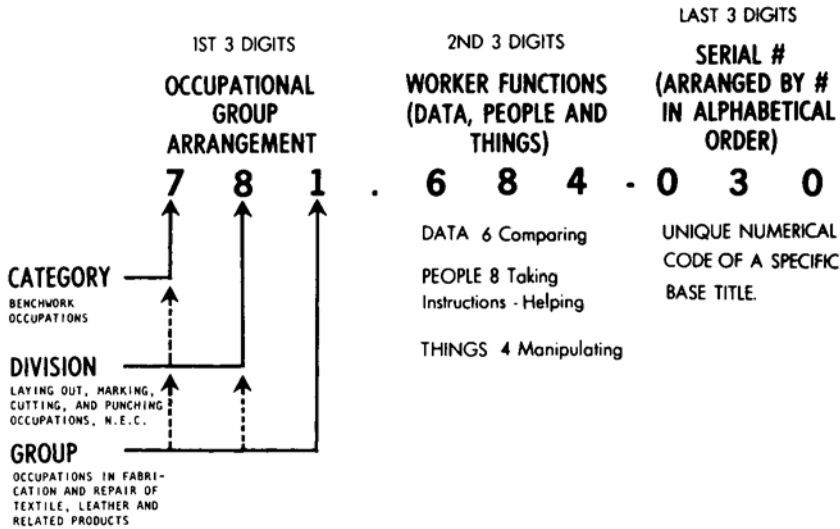 1ST 3 DIGITS
OCCUPATIONAL
GROUP
ARRANGEMENT
2ND 3 DIGITS
WORKER FUNCTIONS
(DATA, PEOPLE AND
THINGS)
LAST 3 DIGITS
SERIAL #
(ARRANGED BY #
IN ALPHABETICAL
ORDER)
7 8 1 . 6 8 4 - 0 3 0
CATEGORY
BENCHWORK
OCCUPATIONS
DIVISION
LAYING OUT, MARKING,
CUTTING, AND PUNCHING
OCCUPATIONS, N.E.C.
GROUP
OCCUPATIONS IN FABRI-
CATION AND REPAIR OF
TEXTILE, LEATHER AND
RELATED PRODUCTS
DATA 6 Comparing
PEOPLE 8 Taking
Instructions - Helping
THINGS 4 Manipulating
UNIQUE NUMERICAL
CODE OF A SPECIFIC
BASE TITLE.